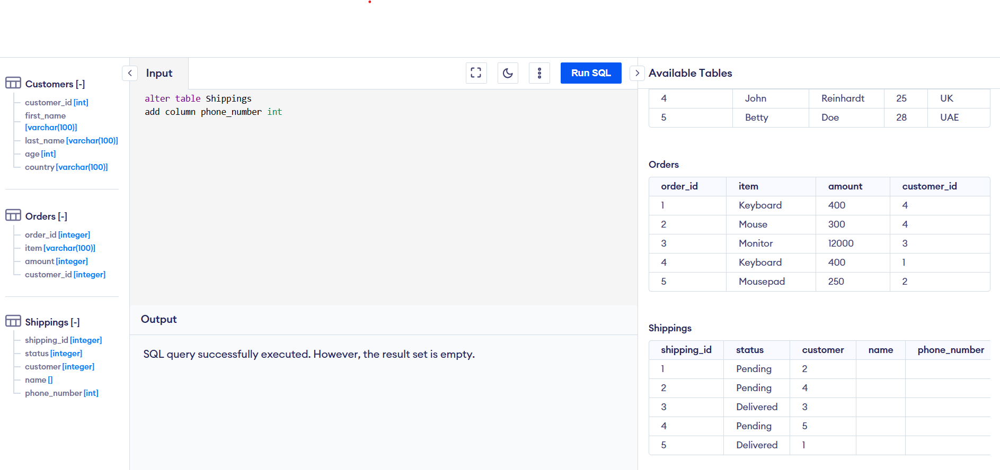 Customers [-]
customer_id [int]
first_name
[varchar(100)]
last_name [varchar(100)]
age [int]
country [varchar(100)]
Orders [-]
order_id [integer]
item [varchar(100)]
amount [integer]
customer_id [integer]
Shippings [-]
shipping_id [integer]
status [integer]
customer [integer]
name []
phone_number [int]
Input
Run SQL
alter table Shippings
add column phone_number int
Output
SQL query successfully executed. However, the result set is empty.
Available Tables
4 John Reinhardt 25 UK
5 Betty Doe 28 UAE
Orders
order_id item amount customer_id
1 Keyboard 400 4
2 Mouse 300 4
3 Monitor 12000 3
4 Keyboard 400 1
5 Mousepad 250 2
Shippings
shipping_id status customer name phone_number
1 Pending 2
2 Pending 4
3 Delivered 3
4 Pending 5
5 Delivered 1